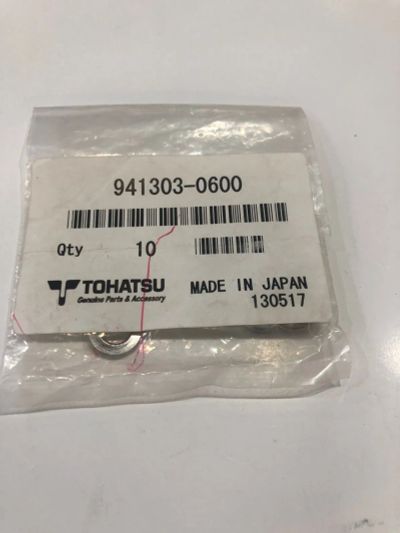 941303-0600
Qty 10
TOHATSU
Genuine Parts & Accessory
MADE IN JAPAN
130517